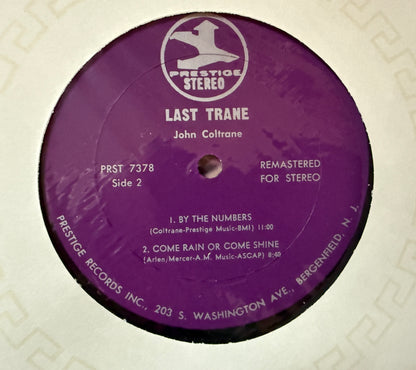 PRESTIGE
STEREO
LAST TRANE
John Coltrane
PRST 7378
Side 2
REMASTERED
FOR STEREO
1. BY THE NUMBERS
(Coltrane-Prestige Music-BMI) 11:00
2. COME RAIN OR COME SHINE
(Arlen, Mercer-A.M. Music-ASCAP) 8:40
PRESTIGE RECORDS INC., 203 S. WASHINGTON AVE., BERGENFIELD, N. J.